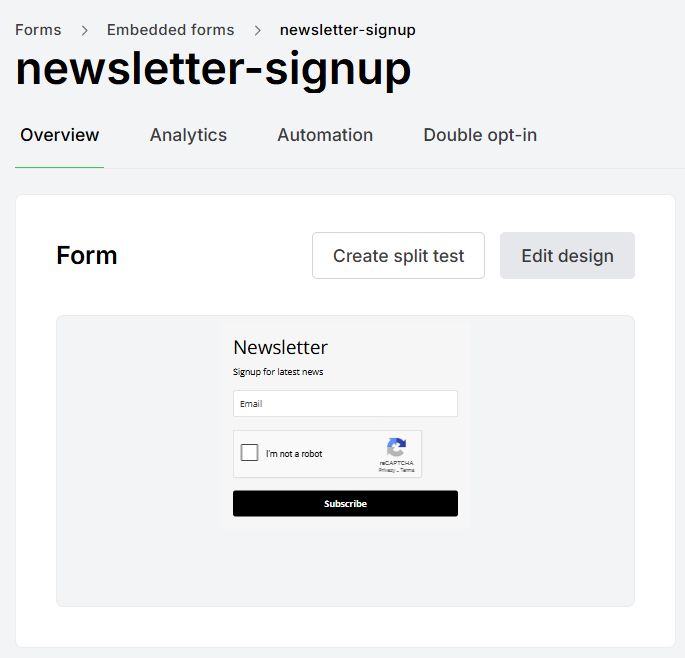 Forms > Embedded forms > newsletter-signup
newsletter-signup
Overview Analytics Automation Double opt-in
Form Create split test Edit design
Newsletter
Signup for latest news
Email
I'm not a robot
reCAPTCHA
Privacy - Terms
Subscribe